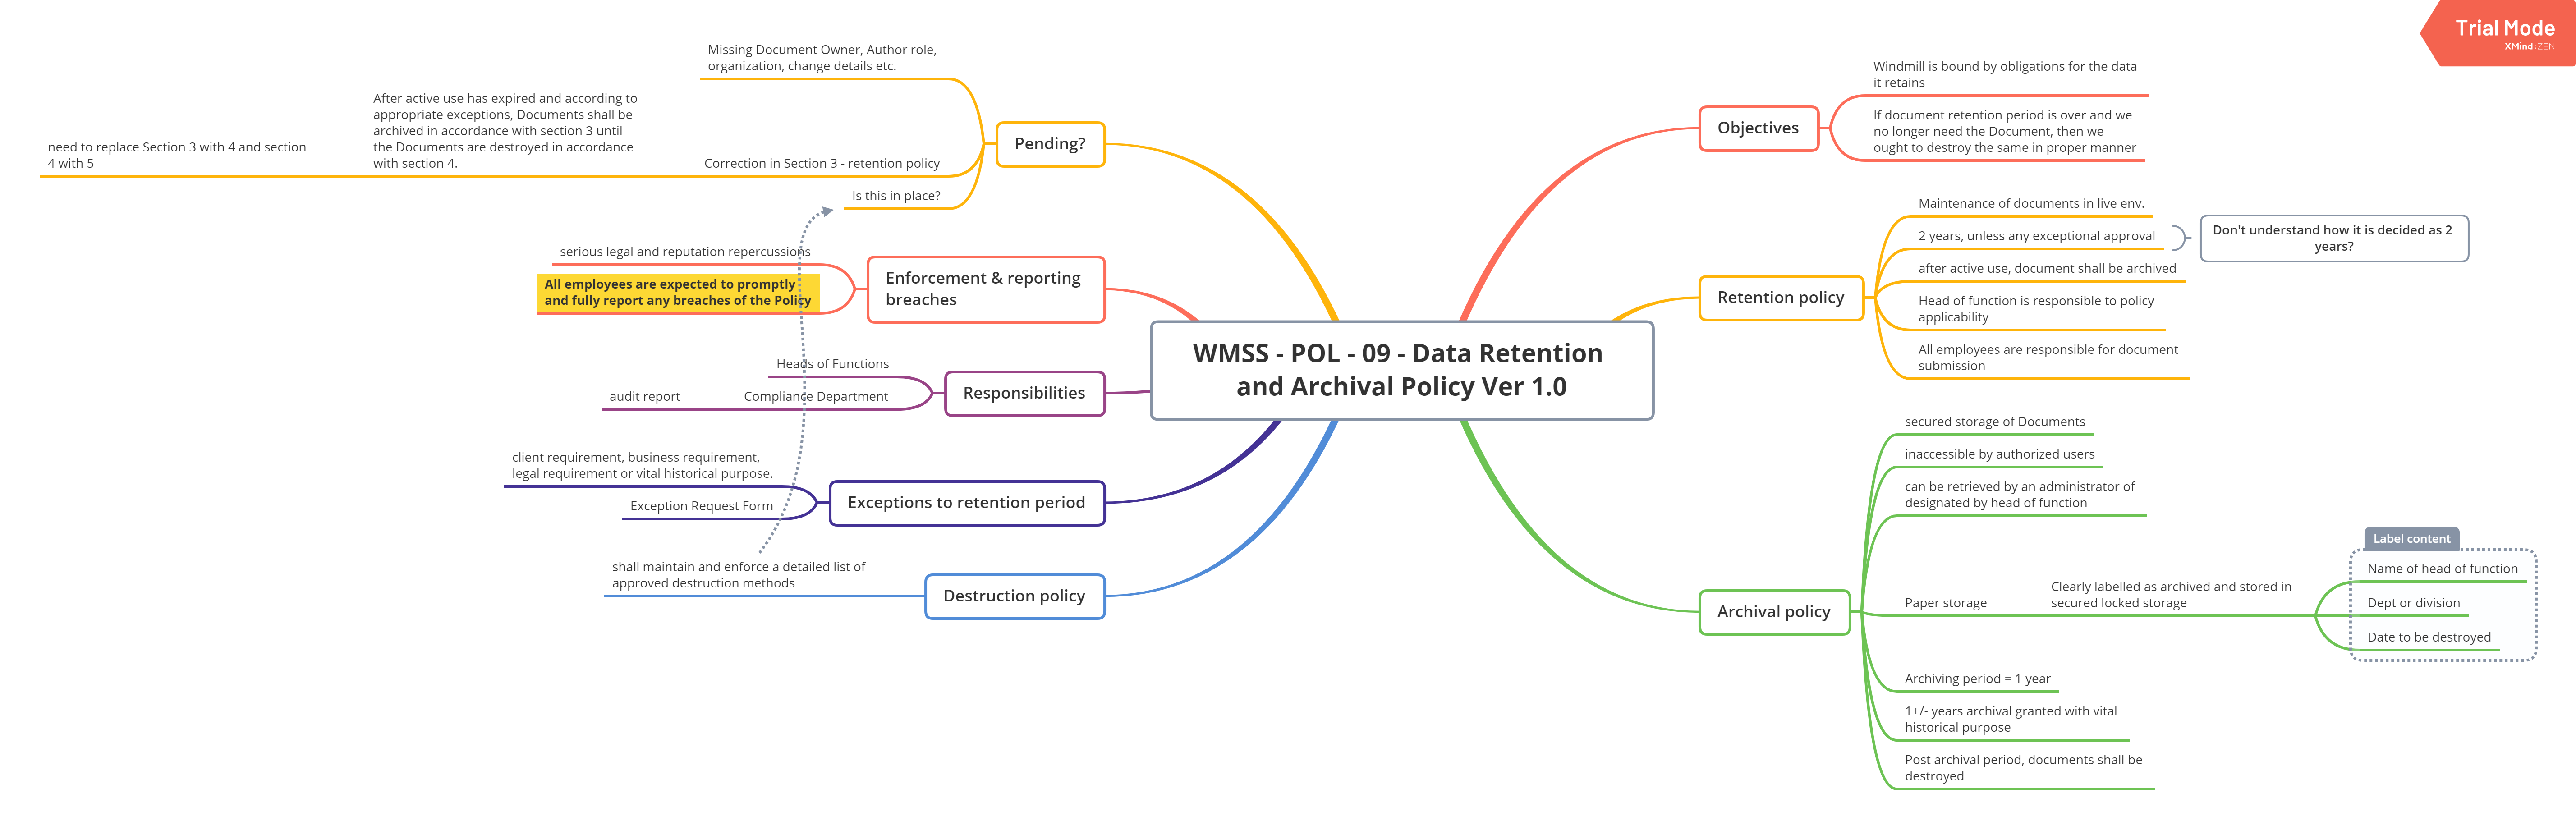 Trial Mode
XMind:ZEN
WMSS - POL - 09 - Data Retention
and Archival Policy Ver 1.0
Objectives
Windmill is bound by obligations for the data
it retains
If document retention period is over and we
no longer need the Document, then we
ought to destroy the same in proper manner
Retention policy
Maintenance of documents in live env.
2 years, unless any exceptional approval
Don't understand how it is decided as 2
years?
after active use, document shall be archived
Head of function is responsible to policy
applicability
All employees are responsible for document
submission
Archival policy
secured storage of Documents
inaccessible by authorized users
can be retrieved by an administrator of
designated by head of function
Paper storage
Clearly labelled as archived and stored in
secured locked storage
Label content
Name of head of function
Dept or division
Date to be destroyed
Archiving period = 1 year
1+/- years archival granted with vital
historical purpose
Post archival period, documents shall be
destroyed
Pending?
Missing Document Owner, Author role,
organization, change details etc.
Correction in Section 3 - retention policy
After active use has expired and according to
appropriate exceptions, Documents shall be
archived in accordance with section 3 until
the Documents are destroyed in accordance
with section 4.
need to replace Section 3 with 4 and section
4 with 5
Is this in place?
Enforcement & reporting
breaches
serious legal and reputation repercussions
All employees are expected to promptly
and fully report any breaches of the Policy
Responsibilities
Heads of Functions
Compliance Department
audit report
Exceptions to retention period
client requirement, business requirement,
legal requirement or vital historical purpose.
Exception Request Form
Destruction policy
shall maintain and enforce a detailed list of
approved destruction methods